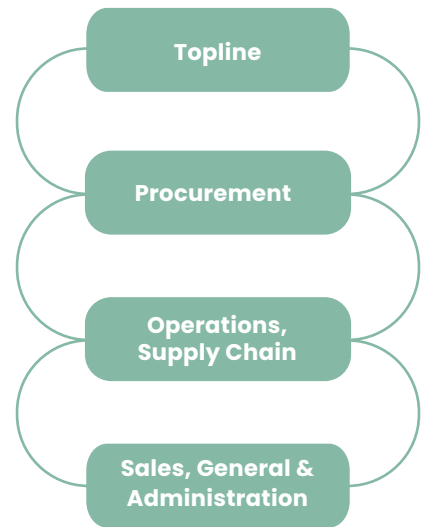 Topline
Procurement
Operations,
Supply Chain
Sales, General &
Administration